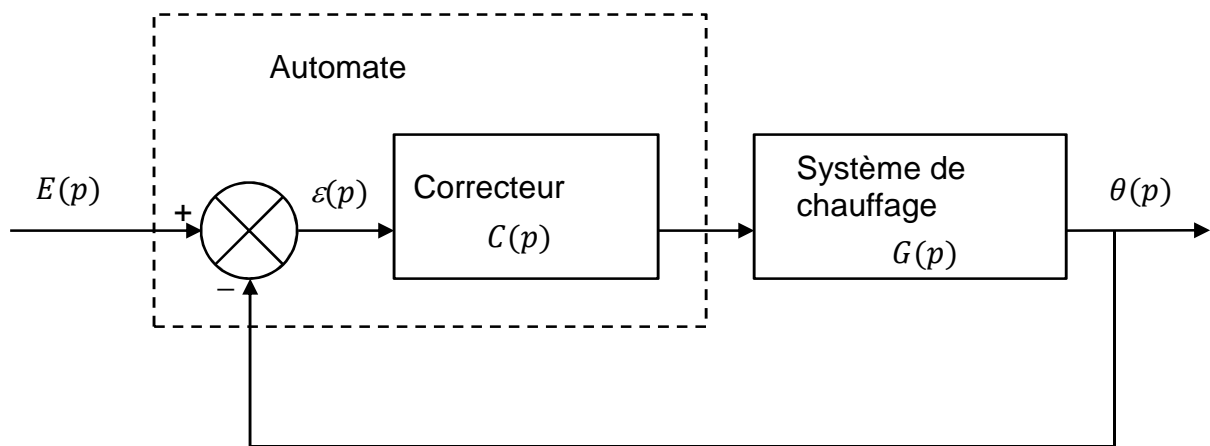 Automate
E(p)
+
−
ε(p)
Correcteur
C(p)
Système de
chauffage
G(p)
θ(p)